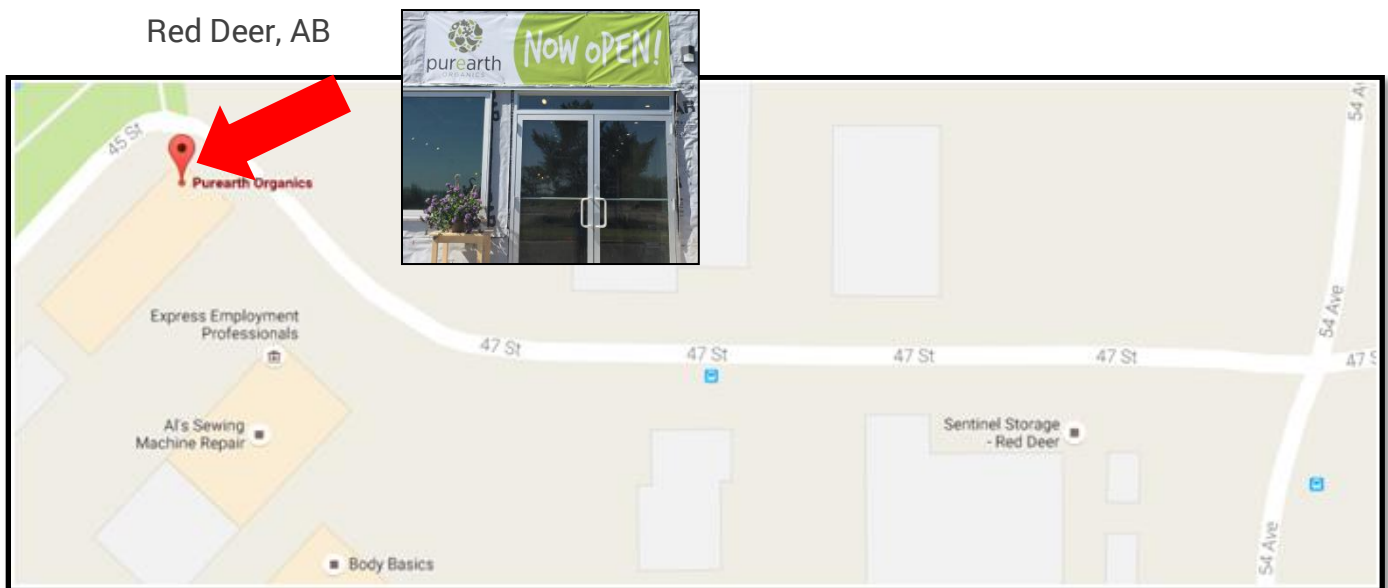 Red Deer, AB
purearth
ORGANICS
NOW OPEN!
54 Av
45 St
Purearth Organics
54 Ave
Express Employment
Professionals
47 St
47 St
47 St
47 St
47 S
Al's Sewing
Machine Repair
Sentinel Storage
- Red Deer
54 Ave
Body Basics